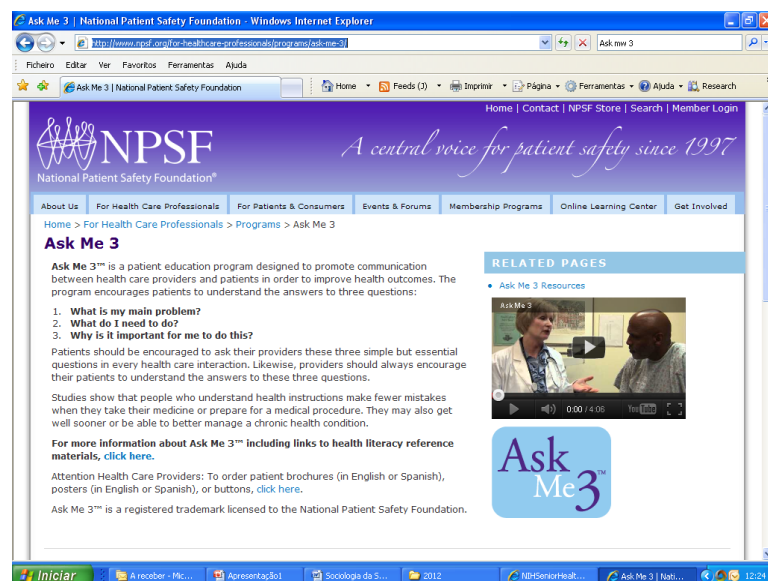 Ask Me 3 | National Patient Safety Foundation - Windows Internet Explorer
http://www.npsf.org/for-healthcare-professionals/programs/ask-me-3/
Ask mw 3
Ficheiro Editar Ver Favoritos Ferramentas Ajuda
Ask Me 3 | National Patient Safety Foundation
Home Feeds (J) Imprimir Página Ferramentas Ajuda Research
Home | Contact | NPSF Store | Search | Member Login
NPSF
National Patient Safety Foundation®
A central voice for patient safety since 1997
About Us For Health Care Professionals For Patients & Consumers Events & Forums Membership Programs Online Learning Center Get Involved
Home > For Health Care Professionals > Programs > Ask Me 3
Ask Me 3
Ask Me 3™ is a patient education program designed to promote communication
between health care providers and patients in order to improve health outcomes. The
program encourages patients to understand the answers to three questions:
1. What is my main problem?
2. What do I need to do?
3. Why is it important for me to do this?
Patients should be encouraged to ask their providers these three simple but essential
questions in every health care interaction. Likewise, providers should always encourage
their patients to understand the answers to these three questions.
Studies show that people who understand health instructions make fewer mistakes
when they take their medicine or prepare for a medical procedure. They may also get
well sooner or be able to better manage a chronic health condition.
For more information about Ask Me 3™ including links to health literacy reference
materials, click here.
Attention Health Care Providers: To order patient brochures (in English or Spanish),
posters (in English or Spanish), or buttons, click here.
Ask Me 3™ is a registered trademark licensed to the National Patient Safety Foundation.
RELATED PAGES
Ask Me 3 Resources
Ask Me 3
0:00 / 4:06 YouTube
Ask
Me 3™
Iniciar A receber - Mic... Apresentação1 Sociologia da S... 2012 NIHSeniorHealt... Ask Me 3 | Nati... 12:24